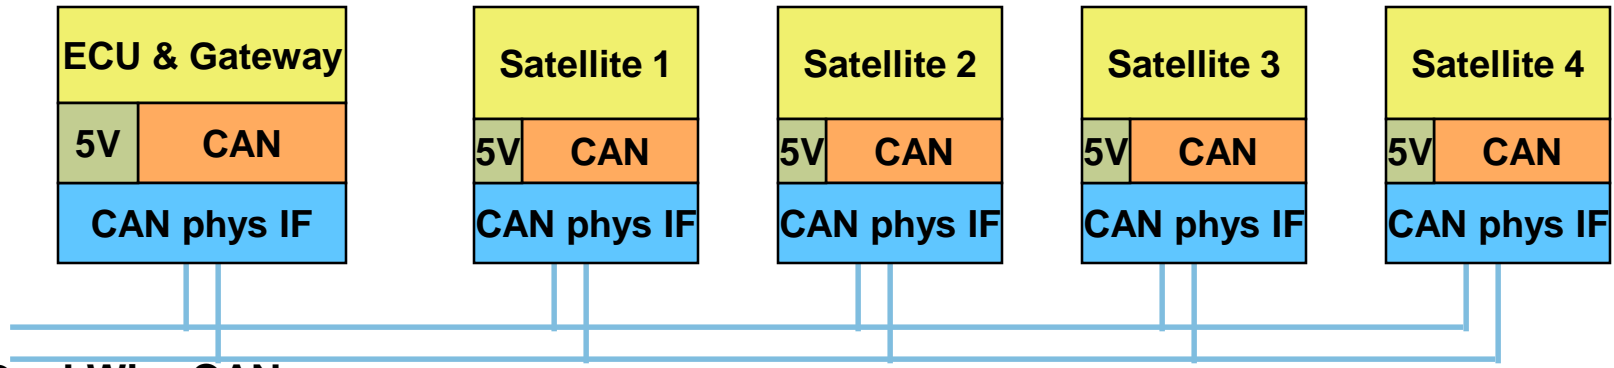 ECU & Gateway
Satellite 1
Satellite 2
Satellite 3
Satellite 4
5V CAN
5V CAN
5V CAN
5V CAN
5V CAN
CAN phys IF
CAN phys IF
CAN phys IF
CAN phys IF
CAN phys IF